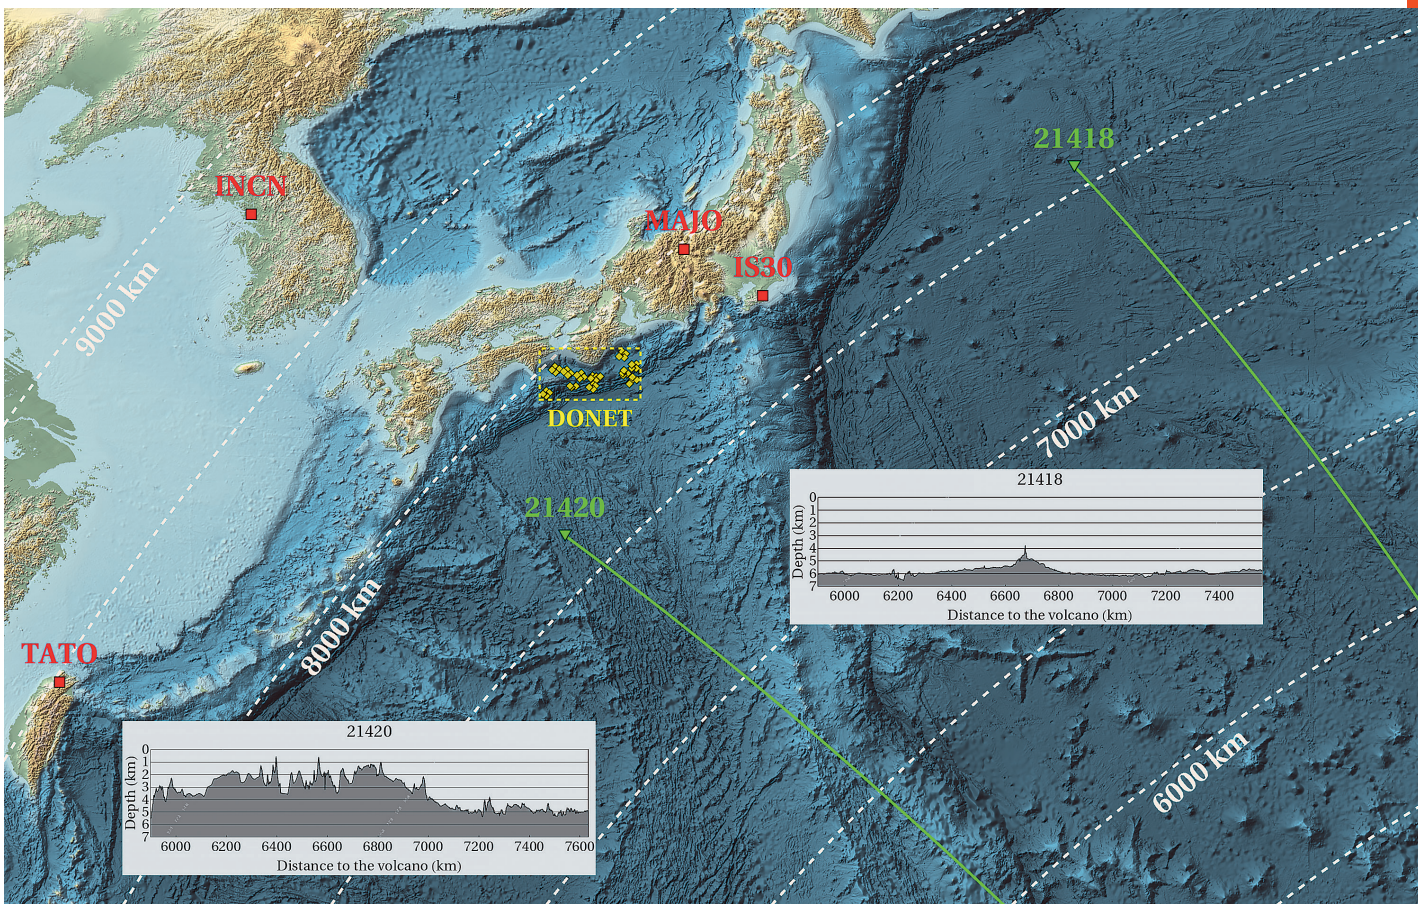 21418
INCN
MAJO
IS30
9000 km
DONET
7000 km
21420
21418
0
1
2
3
4
5
6
7
Depth (km)
6000 6200 6400 6600 6800 7000 7200 7400
Distance to the volcano (km)
8000 km
TATO
6000 km
21420
0
1
2
3
4
5
6
7
Depth (km)
6000 6200 6400 6600 6800 7000 7200 7400 7600
Distance to the volcano (km)